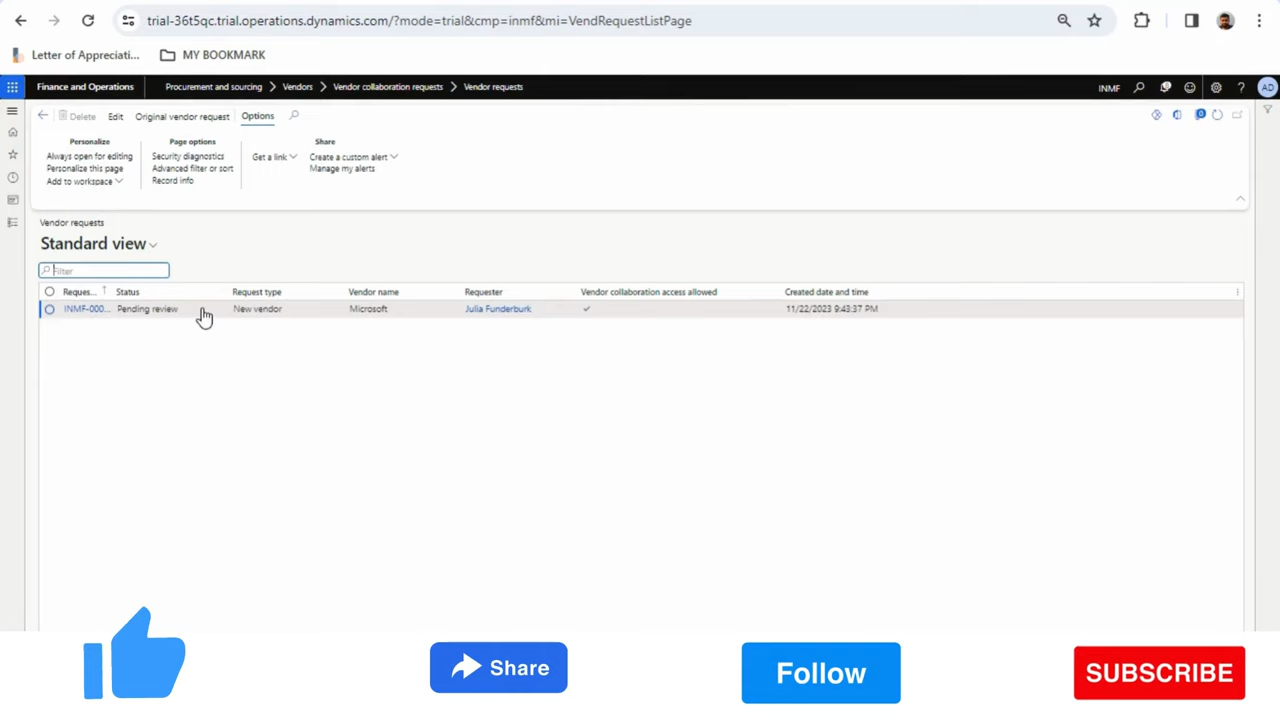 trial-36t5qc.trial.operations.dynamics.com/?mode=trial&cmp=inmf&mi=VendRequestListPage
Letter of Appreciati... MY BOOKMARK
Finance and Operations Procurement and sourcing > Vendors > Vendor collaboration requests > Vendor requests INMF ? AD
Delete Edit Original vendor request Options 0
Personalize Page options Share
Always open for editing Security diagnostics Get a link Create a custom alert
Personalize this page Advanced filter or sort Manage my alerts
Add to workspace Record info
Vendor requests
Standard view
Filter
Reques... ↑ Status Request type Vendor name Requester Vendor collaboration access allowed Created date and time
INMF-000... Pending review New vendor Microsoft Julia Funderburk ✓ 11/22/2023 9:43:37 PM
Share Follow SUBSCRIBE